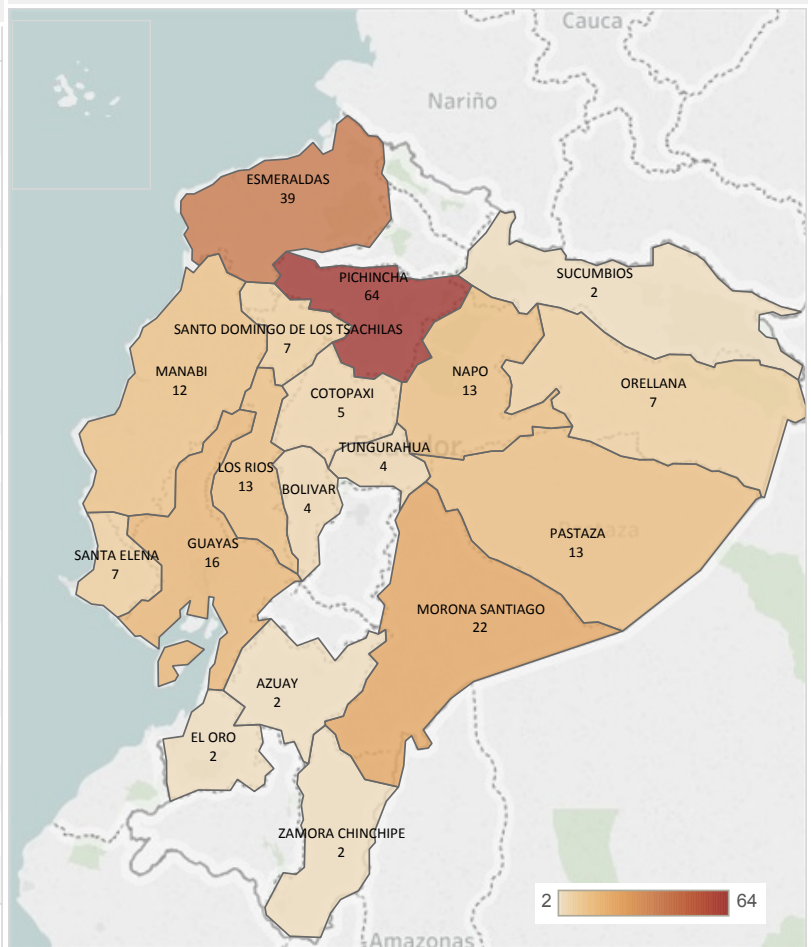 Cauca
Nariño
ESMERALDAS
39
PICHINCHA
64
SUCUMBIOS
2
SANTO DOMINGO DE LOS TSACHILAS
7
MANABI
12
NAPO
13
ORELLANA
7
COTOPAXI
5
TUNGURAHUA
4
LOS RIOS
13
BOLIVAR
4
GUAYAS
16
SANTA ELENA
7
PASTAZA
13
MORONA SANTIAGO
22
AZUAY
2
EL ORO
2
ZAMORA CHINCHIPE
2
2 64
Amazonas